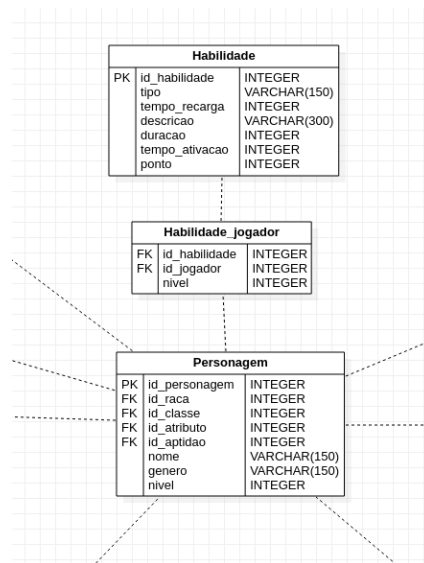 Habilidade
PK id_habilidade INTEGER
tipo VARCHAR(150)
tempo_recarga INTEGER
descricao VARCHAR(300)
duracao INTEGER
tempo_ativacao INTEGER
ponto INTEGER
Habilidade_jogador
FK id_habilidade INTEGER
FK id_jogador INTEGER
nivel INTEGER
Personagem
PK id_personagem INTEGER
FK id_raca INTEGER
FK id_classe INTEGER
FK id_atributo INTEGER
FK id_aptidao INTEGER
nome VARCHAR(150)
genero VARCHAR(150)
nivel INTEGER